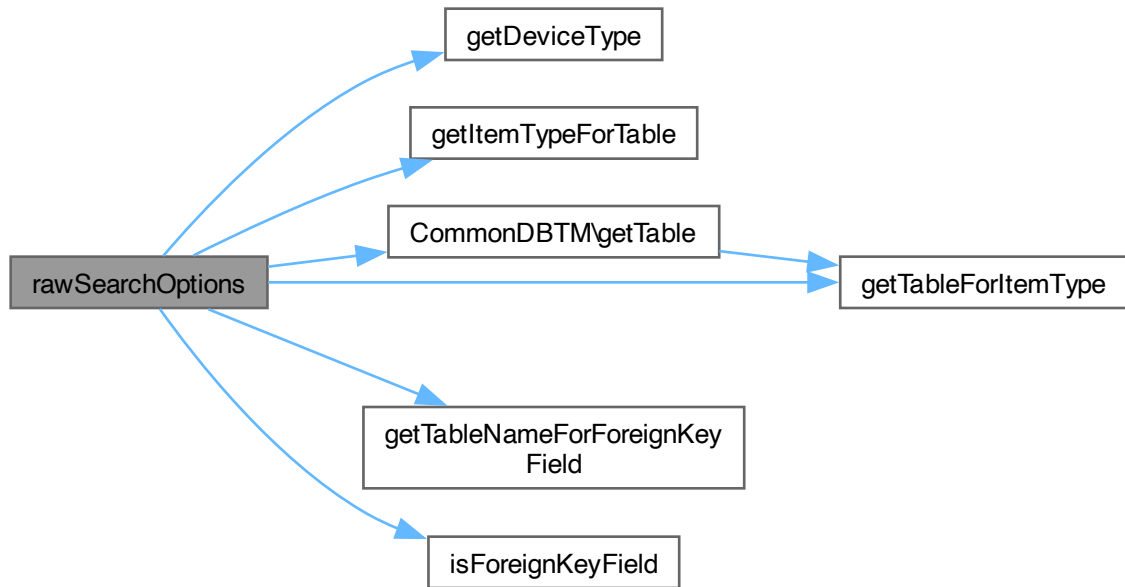 getDeviceType
getItemTypeForTable
CommonDBTM\getTable
rawSearchOptions
getTableForItemType
getTableNameForForeignKey
Field
isForeignKeyField